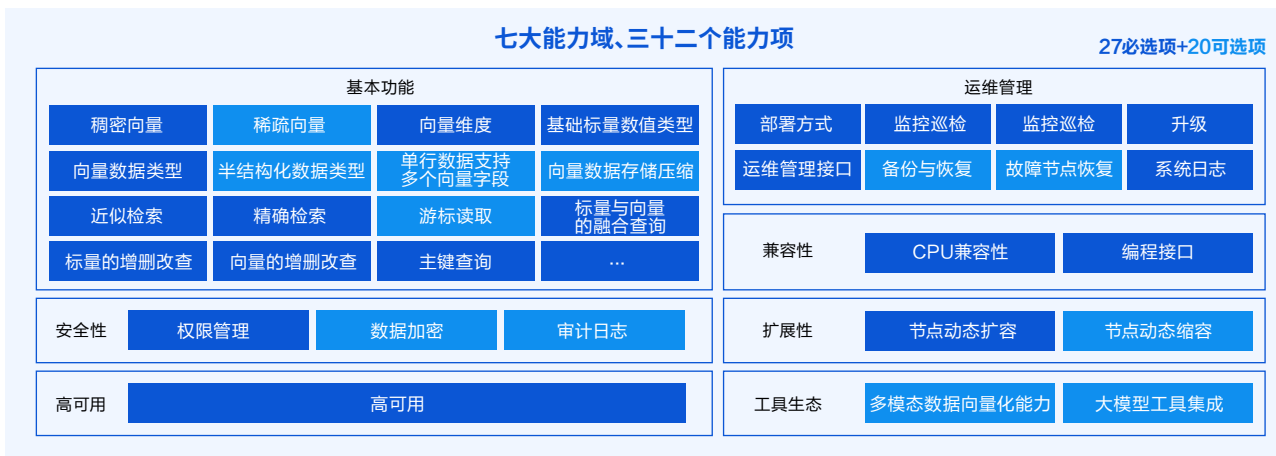 七大能力域、三十二个能力项
27必选项+20可选项
基本功能
稠密向量
稀疏向量
向量维度
基础标量数值类型
向量数据类型
半结构化数据类型
单行数据支持
多个向量字段
向量数据存储压缩
近似检索
精确检索
游标读取
标量与向量
的融合查询
标量的增删改查
向量的增删改查
主键查询
...
安全性
权限管理
数据加密
审计日志
高可用
高可用
运维管理
部署方式
监控巡检
监控巡检
升级
运维管理接口
备份与恢复
故障节点恢复
系统日志
兼容性
CPU兼容性
编程接口
扩展性
节点动态扩容
节点动态缩容
工具生态
多模态数据向量化能力
大模型工具集成